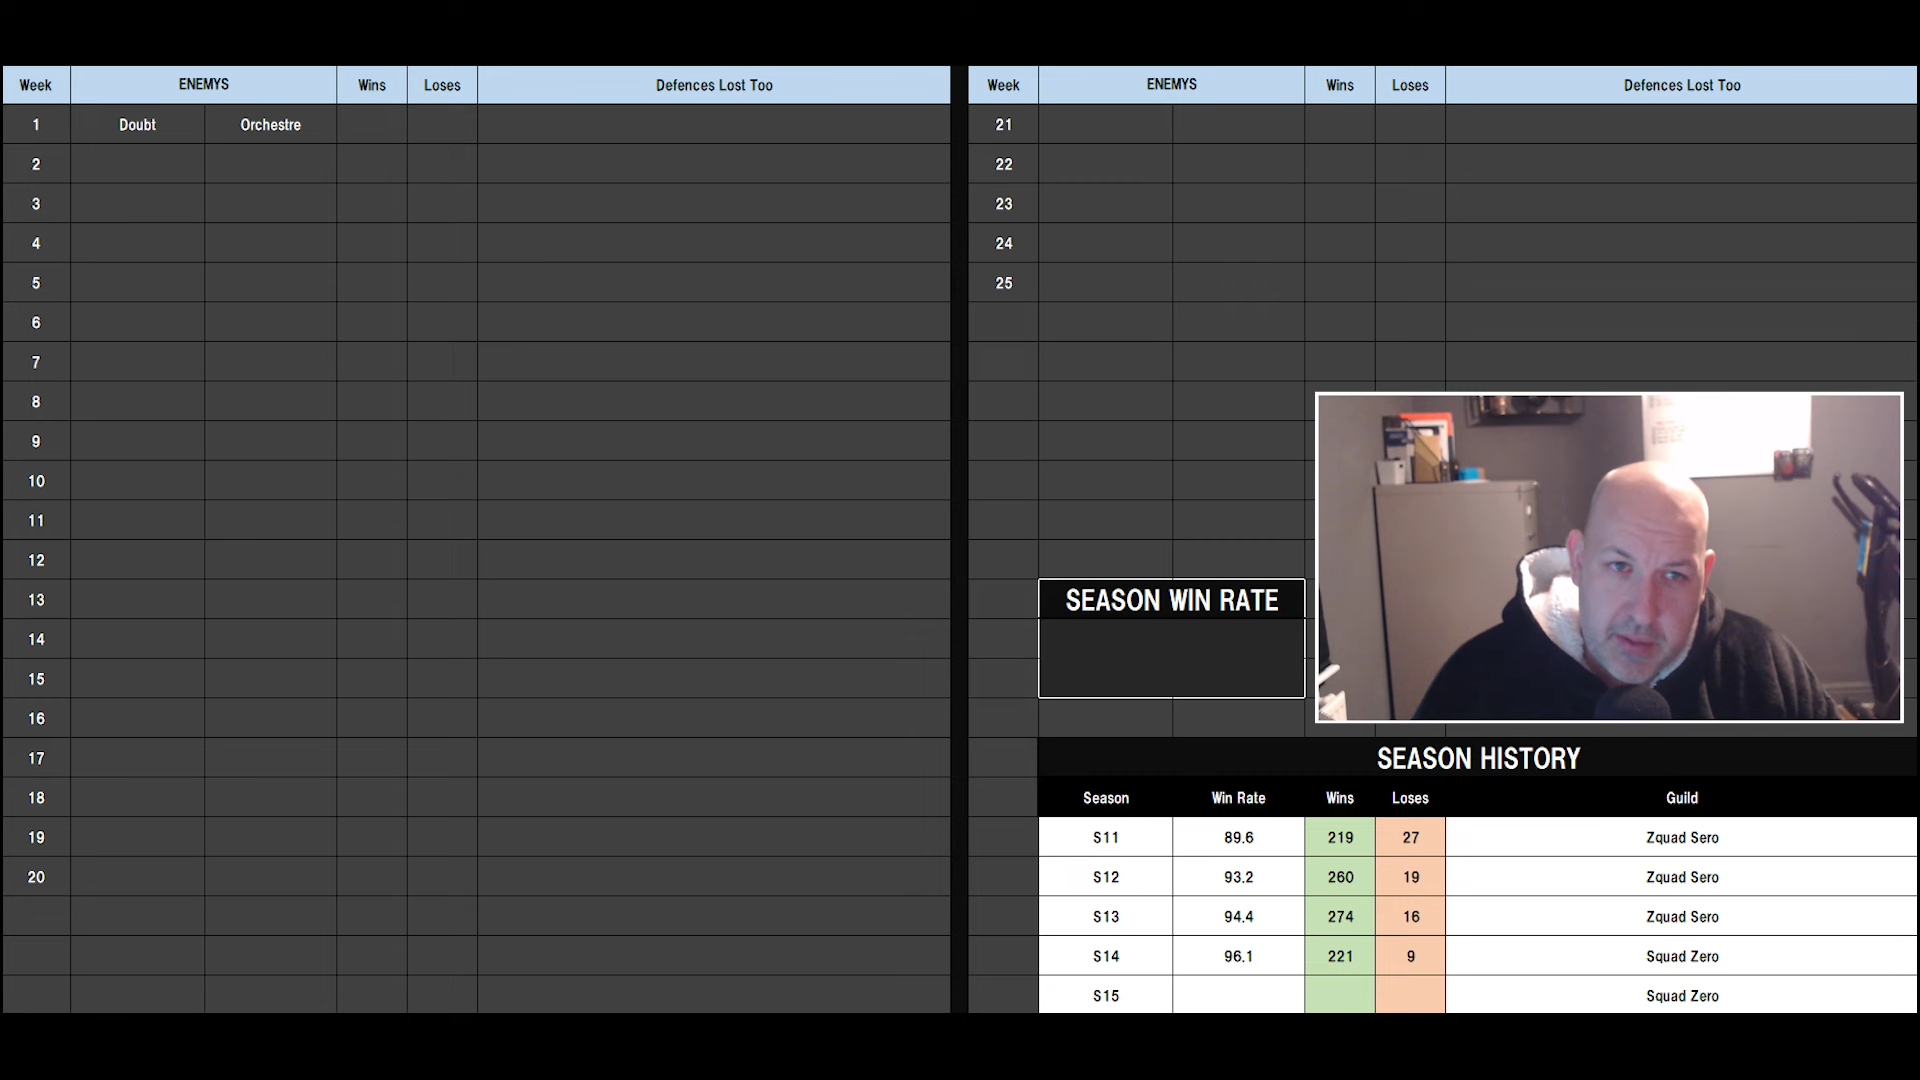 Week ENEMYS Wins Loses Defences Lost Too
1 Doubt Orchestre
2
3
4
5
6
7
8
9
10
11
12
13
14
15
16
17
18
19
20
Week ENEMYS Wins Loses Defences Lost Too
21
22
23
24
25
SEASON WIN RATE
SEASON HISTORY
Season Win Rate Wins Loses Guild
S11 89.6 219 27 Zquad Sero
S12 93.2 260 19 Zquad Sero
S13 94.4 274 16 Zquad Sero
S14 96.1 221 9 Squad Zero
S15 Squad Zero